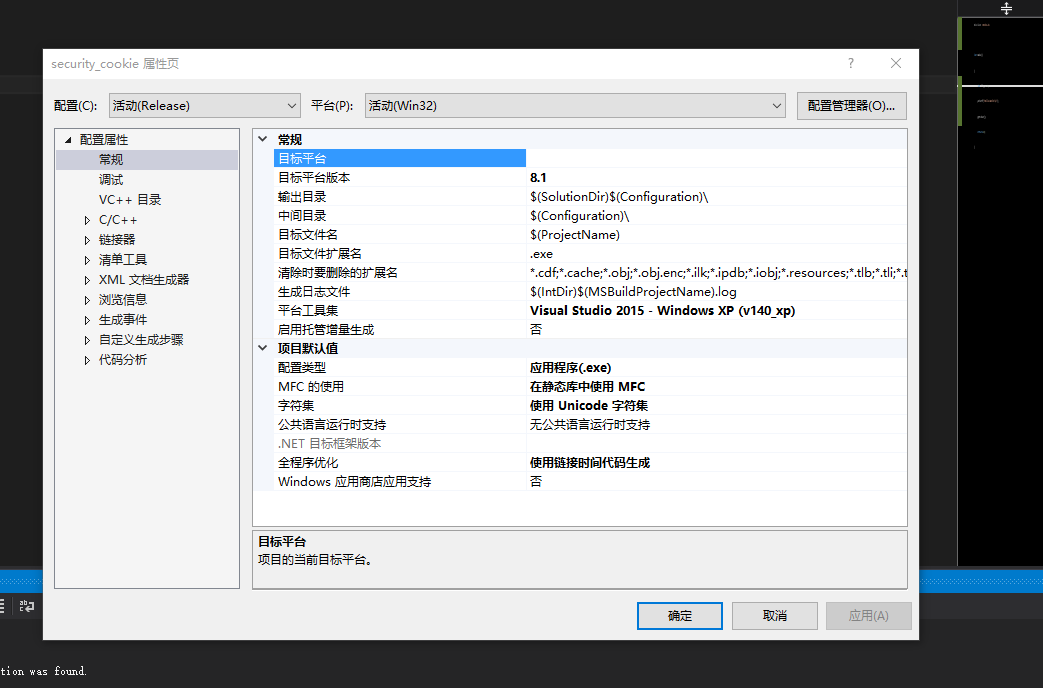 security_cookie 属性页
?
配置(C):
活动(Release)
平台(P):
活动(Win32)
配置管理器(O)...
配置属性
常规
调试
VC++ 目录
C/C++
链接器
清单工具
XML 文档生成器
浏览信息
生成事件
自定义生成步骤
代码分析
常规
目标平台
目标平台版本 8.1
输出目录 $(SolutionDir)$(Configuration)\
中间目录 $(Configuration)\
目标文件名 $(ProjectName)
目标文件扩展名 .exe
清除时要删除的扩展名 *.cdf;*.cache;*.obj;*.obj.enc;*.ilk;*.ipdb;*.iobj;*.resources;*.tlb;*.tli;*.t
生成日志文件 $(IntDir)$(MSBuildProjectName).log
平台工具集 Visual Studio 2015 - Windows XP (v140_xp)
启用托管增量生成 否
项目默认值
配置类型 应用程序(.exe)
MFC 的使用 在静态库中使用 MFC
字符集 使用 Unicode 字符集
公共语言运行时支持 无公共语言运行时支持
.NET 目标框架版本
全程序优化 使用链接时间代码生成
Windows 应用商店应用支持 否
目标平台
项目的当前目标平台。
确定
取消
应用(A)
tion was found.